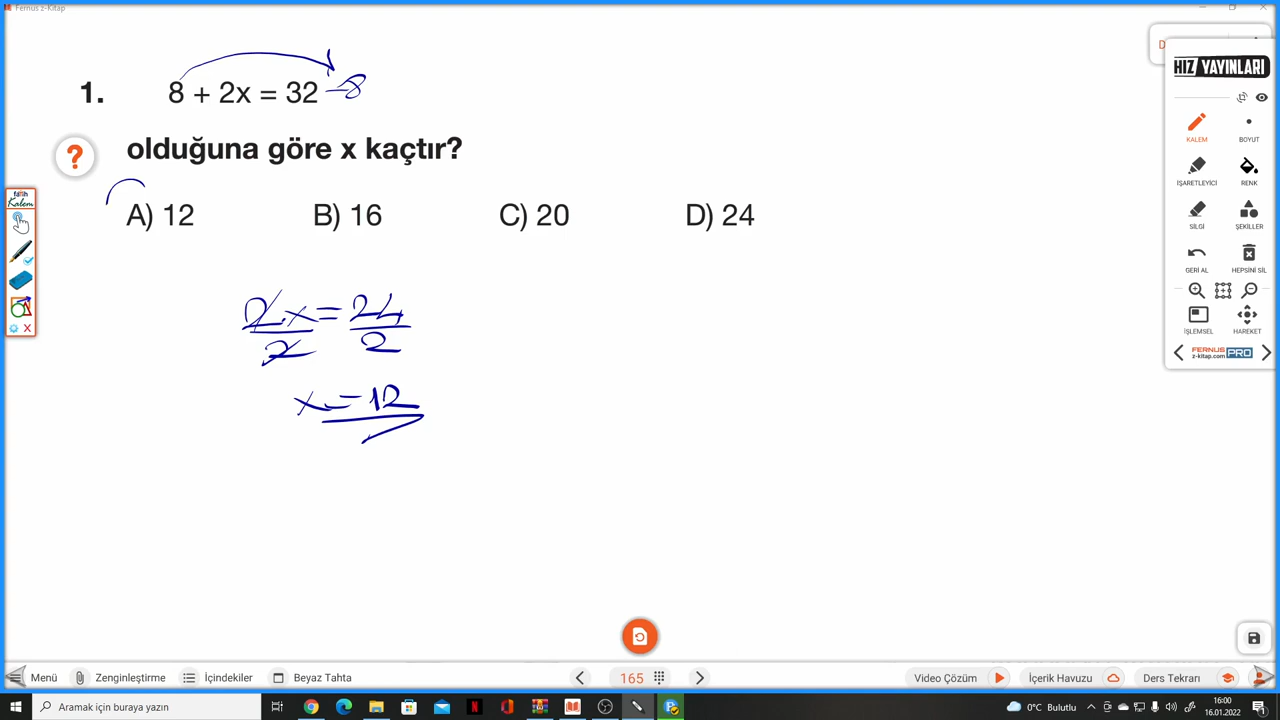 Fernus z-Kitap
1. 8 + 2x = 32 -8
? olduğuna göre x kaçtır?
A) 12 B) 16 C) 20 D) 24
2x = 24
2 2
x = 12
fatih
Kalem
HIZ YAYINLARI
KALEM BOYUT
İŞARETLEYİCİ RENK
SİLGİ ŞEKİLLER
GERİ AL HEPSİNİ SİL
İŞLEMSEL HAREKET
FERNUS
z-kitap.com PRO
Menü Zenginleştirme İçindekiler Beyaz Tahta 165 Video Çözüm İçerik Havuzu Ders Tekrarı
Aramak için buraya yazın 0°C Bulutlu 16:00
16.01.2022